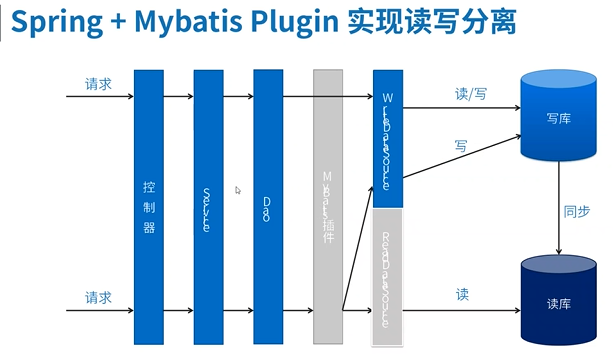 Spring + Mybatis Plugin 实现读写分离
请求
读/写
写
写库
同步
控制器
Service
Dao
Mybatis插件
WriteDataSource
ReadDataSource
请求
读
读库